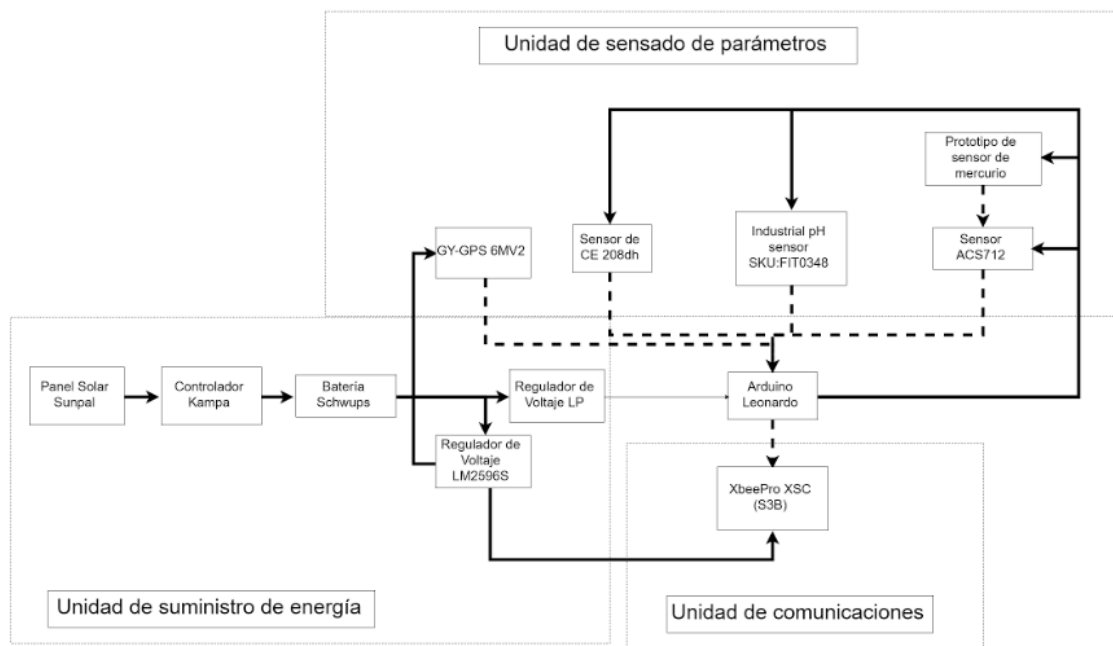 Unidad de sensado de parámetros
Prototipo de
sensor de
mercurio
GY-GPS 6MV2
Sensor de
CE 208dh
Industrial pH
sensor
SKU:FIT0348
Sensor
ACS712
Panel Solar
Sunpal
Controlador
Kampa
Batería
Schwups
Regulador de
Voltaje LP
Arduino
Leonardo
Regulador de
Voltaje
LM2596S
XbeePro XSC
(S3B)
Unidad de suministro de energía
Unidad de comunicaciones